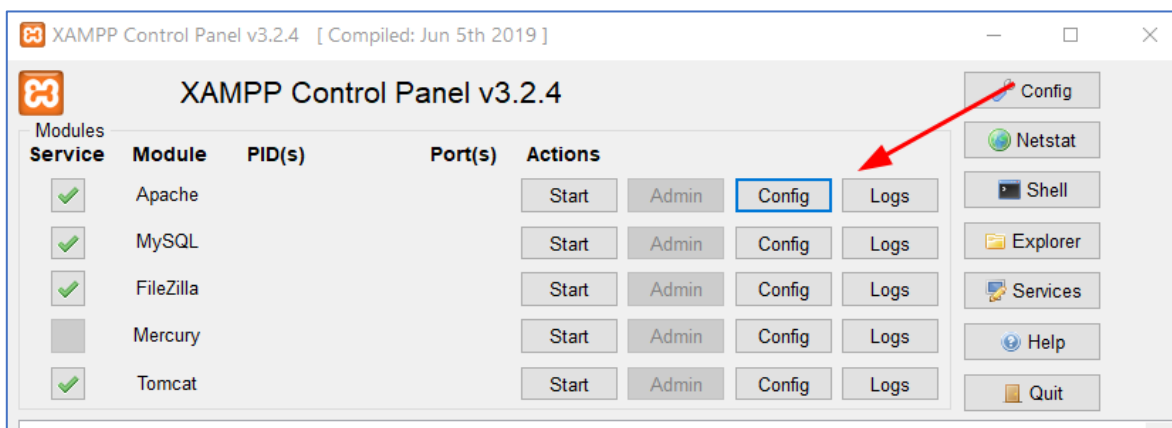 XAMPP Control Panel v3.2.4 [ Compiled: Jun 5th 2019 ]
XAMPP Control Panel v3.2.4
Config
Modules
Service Module PID(s) Port(s) Actions
Netstat
Apache Start Admin Config Logs
Shell
MySQL Start Admin Config Logs
Explorer
FileZilla Start Admin Config Logs
Services
Mercury Start Admin Config Logs
Help
Tomcat Start Admin Config Logs
Quit